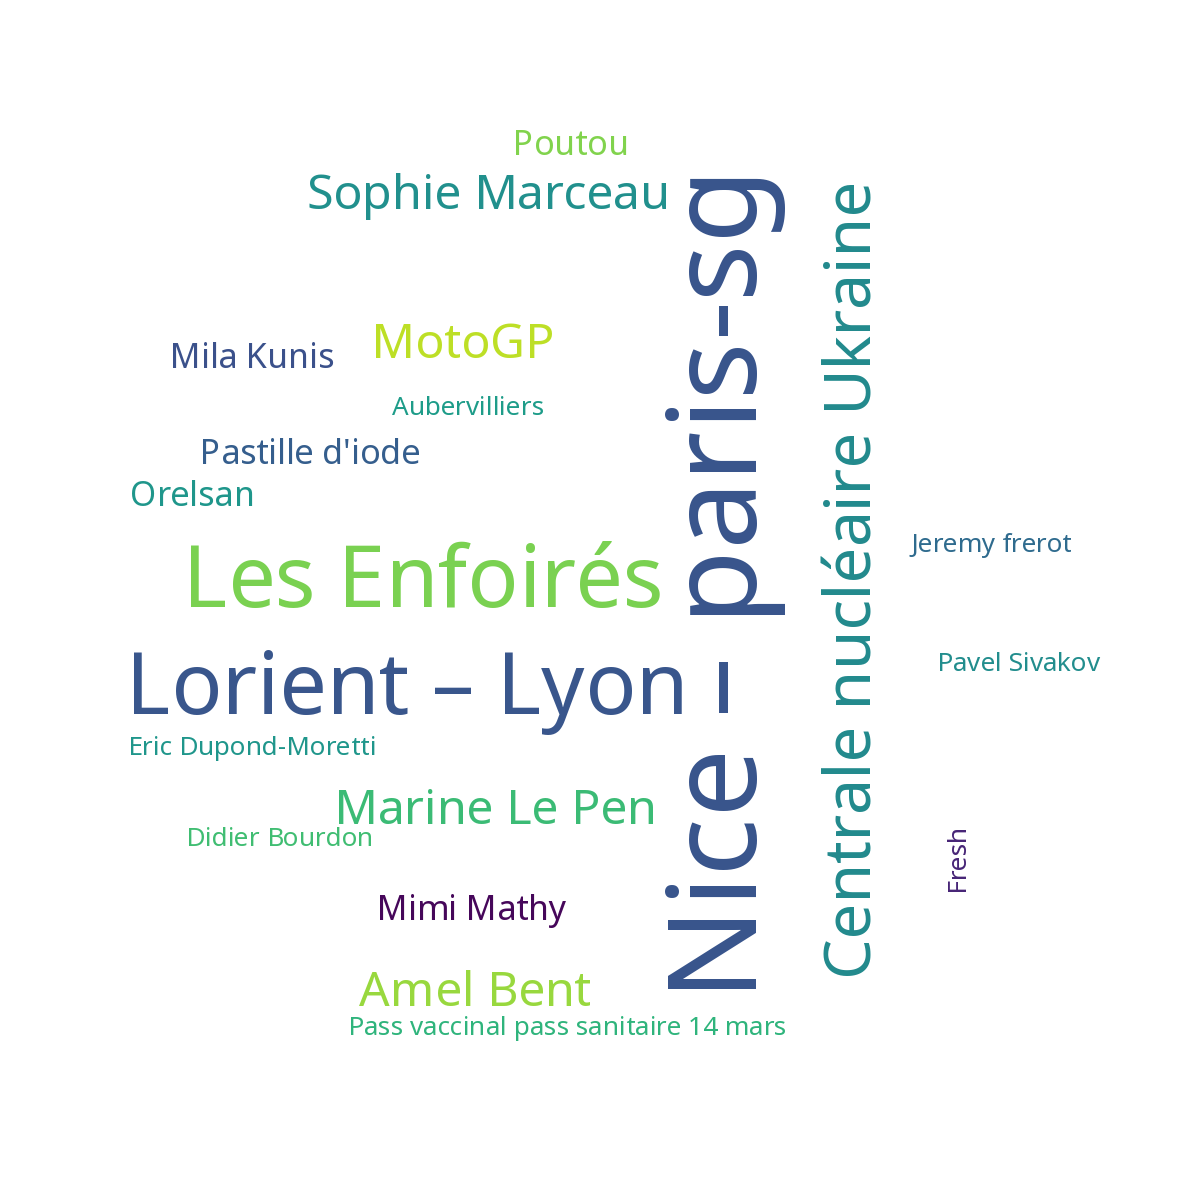 Poutou
Sophie Marceau
MotoGP
Mila Kunis
Aubervilliers
Pastille d'iode
Orelsan
Les Enfoirés
Lorient – Lyon
Eric Dupond-Moretti
Marine Le Pen
Didier Bourdon
Mimi Mathy
Amel Bent
Pass vaccinal pass sanitaire 14 mars
Nice – paris-sg
Centrale nucléaire Ukraine
Jeremy frerot
Pavel Sivakov
Fresh